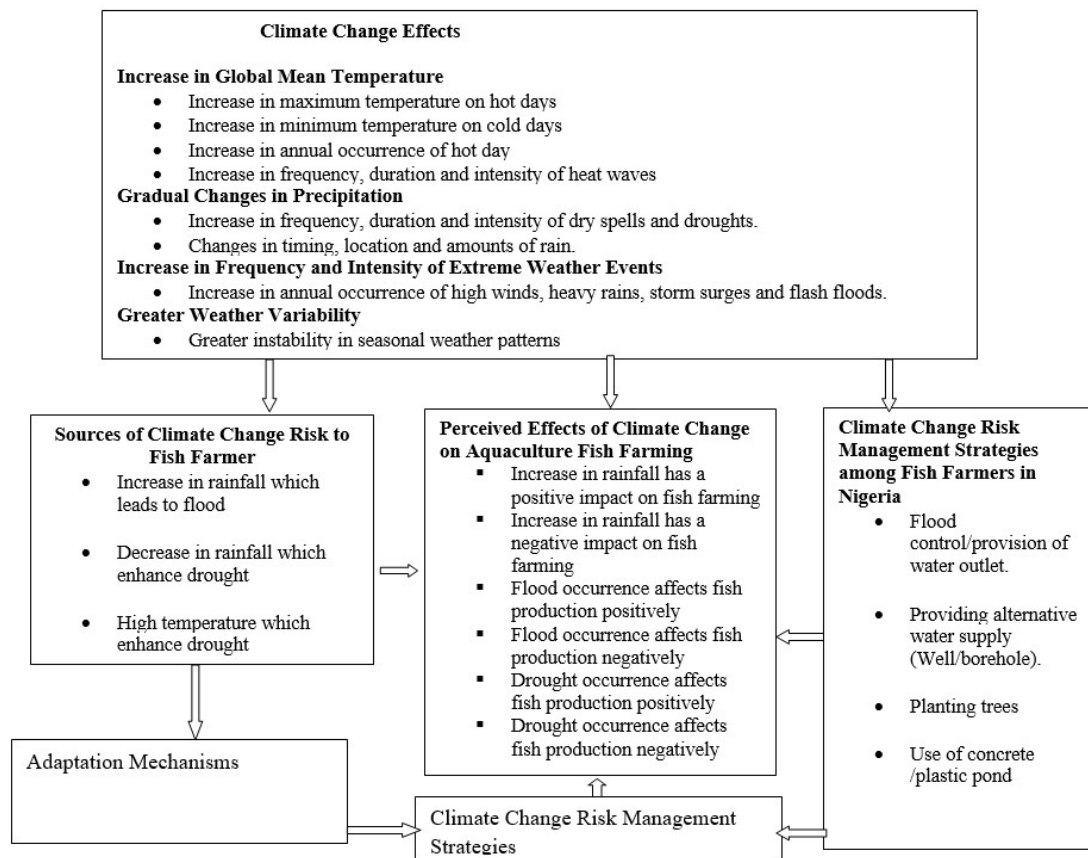 Climate Change Effects
Increase in Global Mean Temperature
• Increase in maximum temperature on hot days
• Increase in minimum temperature on cold days
• Increase in annual occurrence of hot day
• Increase in frequency, duration and intensity of heat waves
Gradual Changes in Precipitation
• Increase in frequency, duration and intensity of dry spells and droughts.
• Changes in timing, location and amounts of rain.
Increase in Frequency and Intensity of Extreme Weather Events
• Increase in annual occurrence of high winds, heavy rains, storm surges and flash floods.
Greater Weather Variability
• Greater instability in seasonal weather patterns
Sources of Climate Change Risk to
Fish Farmer
• Increase in rainfall which
leads to flood
• Decrease in rainfall which
enhance drought
• High temperature which
enhance drought
Perceived Effects of Climate Change
on Aquaculture Fish Farming
▪ Increase in rainfall has a
positive impact on fish farming
▪ Increase in rainfall has a
negative impact on fish
farming
▪ Flood occurrence affects fish
production positively
▪ Flood occurrence affects fish
production negatively
▪ Drought occurrence affects
fish production positively
▪ Drought occurrence affects
fish production negatively
Climate Change Risk
Management Strategies
among Fish Farmers in
Nigeria
• Flood
control/provision of
water outlet.
• Providing alternative
water supply
(Well/borehole).
• Planting trees
• Use of concrete
/plastic pond
Adaptation Mechanisms
Climate Change Risk Management
Strategies